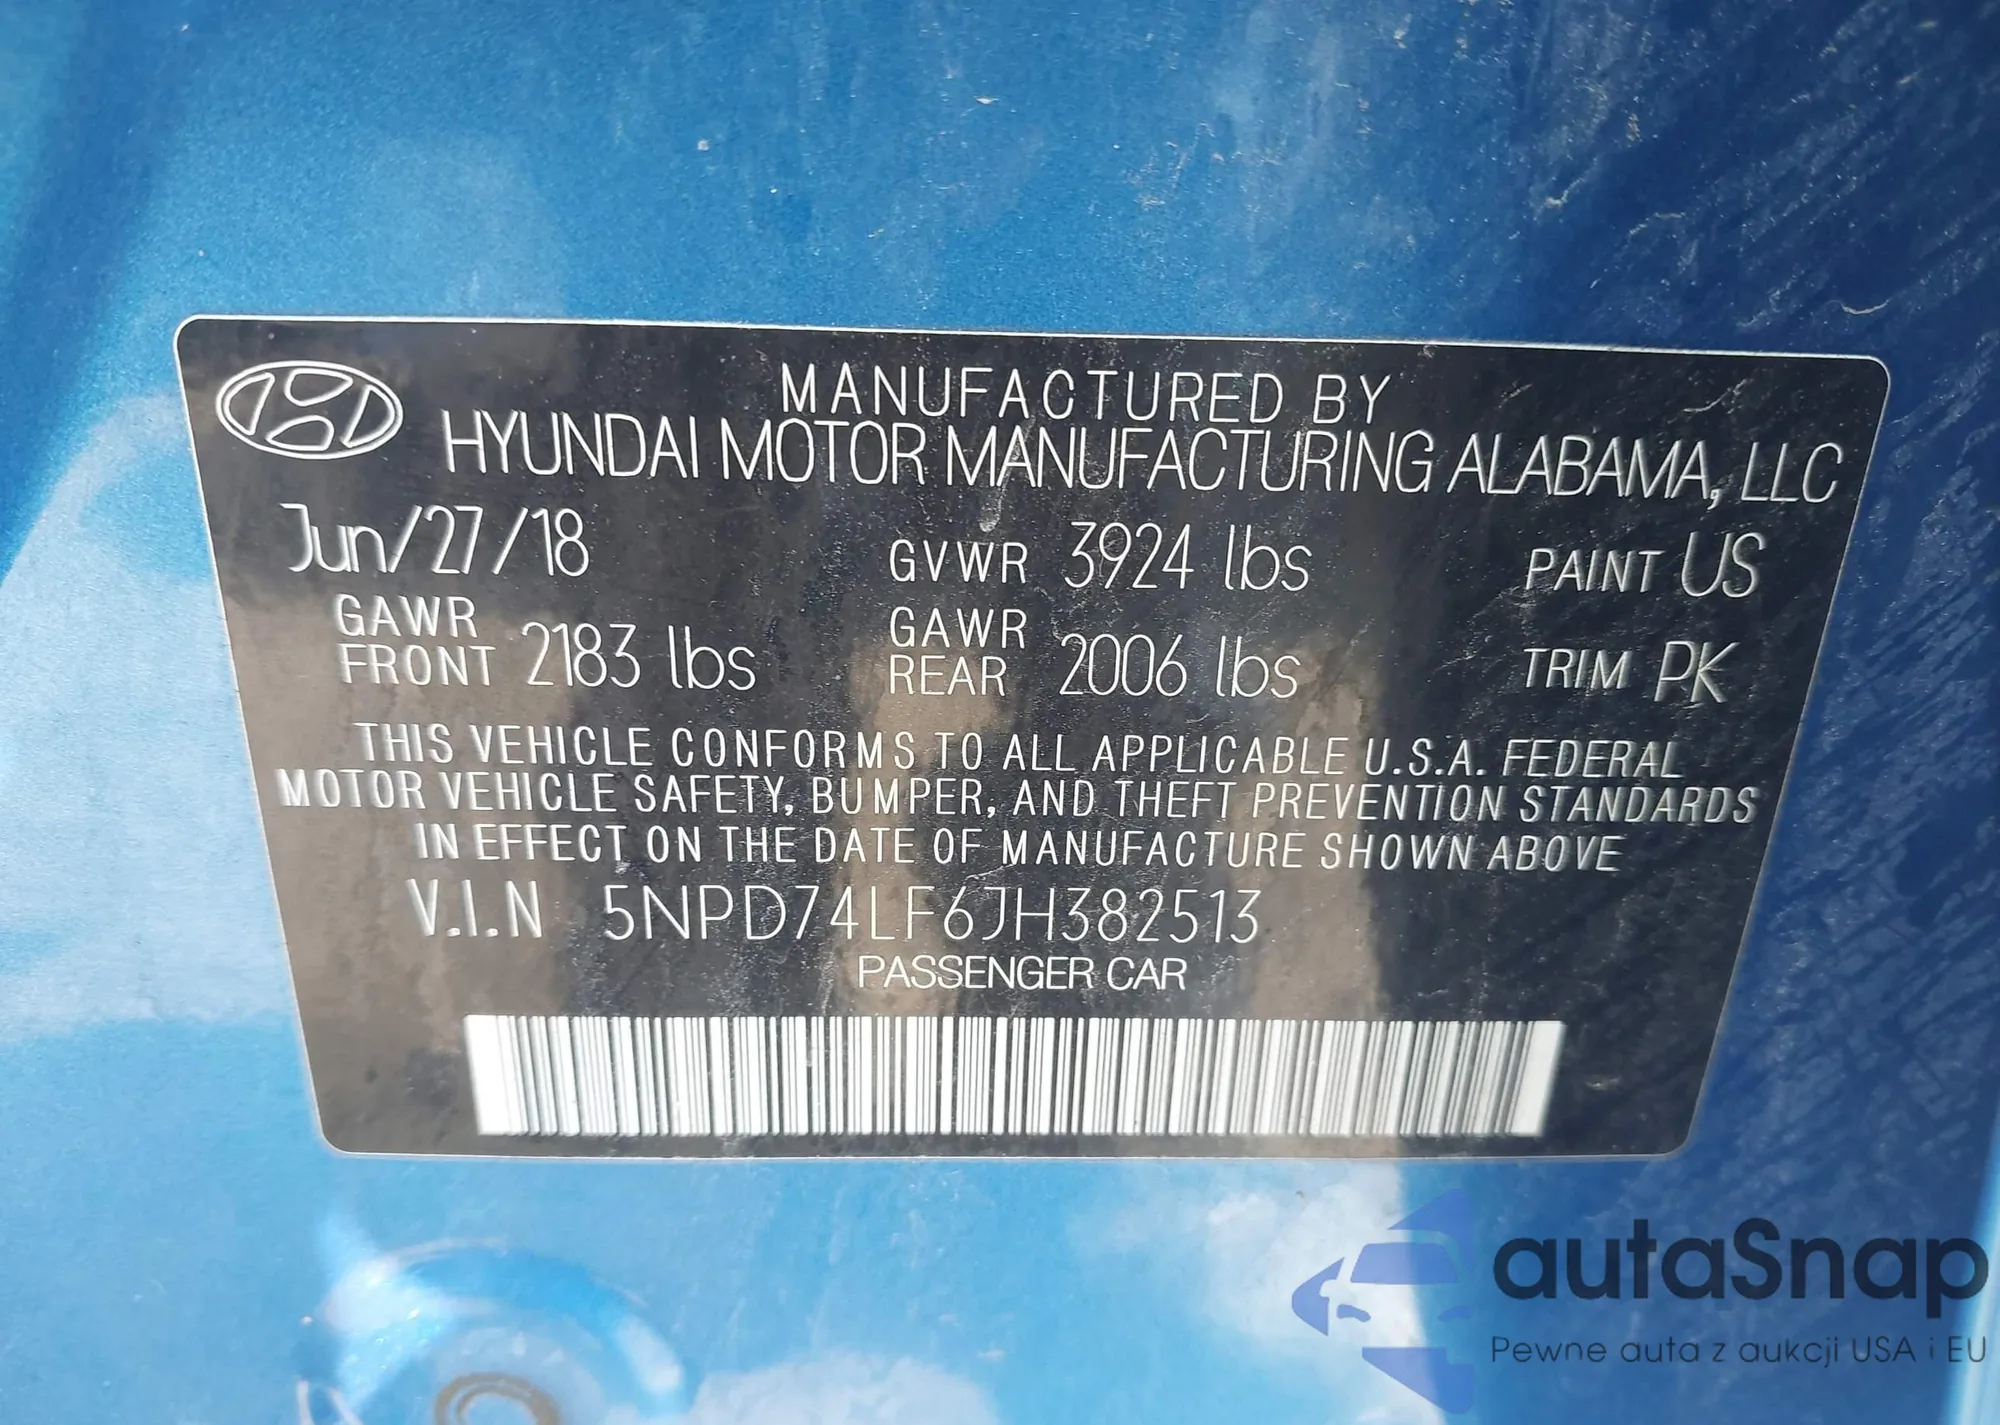 MANUFACTURED BY
HYUNDAI MOTOR MANUFACTURING ALABAMA, LLC
Jun/27/18 GVWR 3924 lbs PAINT US
GAWR FRONT 2183 lbs GAWR REAR 2006 lbs TRIM PK
THIS VEHICLE CONFORMS TO ALL APPLICABLE U.S.A. FEDERAL
MOTOR VEHICLE SAFETY, BUMPER, AND THEFT PREVENTION STANDARDS
IN EFFECT ON THE DATE OF MANUFACTURE SHOWN ABOVE
V.I.N 5NPD74LF6JH382513
PASSENGER CAR
autaSnap
Pewne auta z aukcji USA i EU